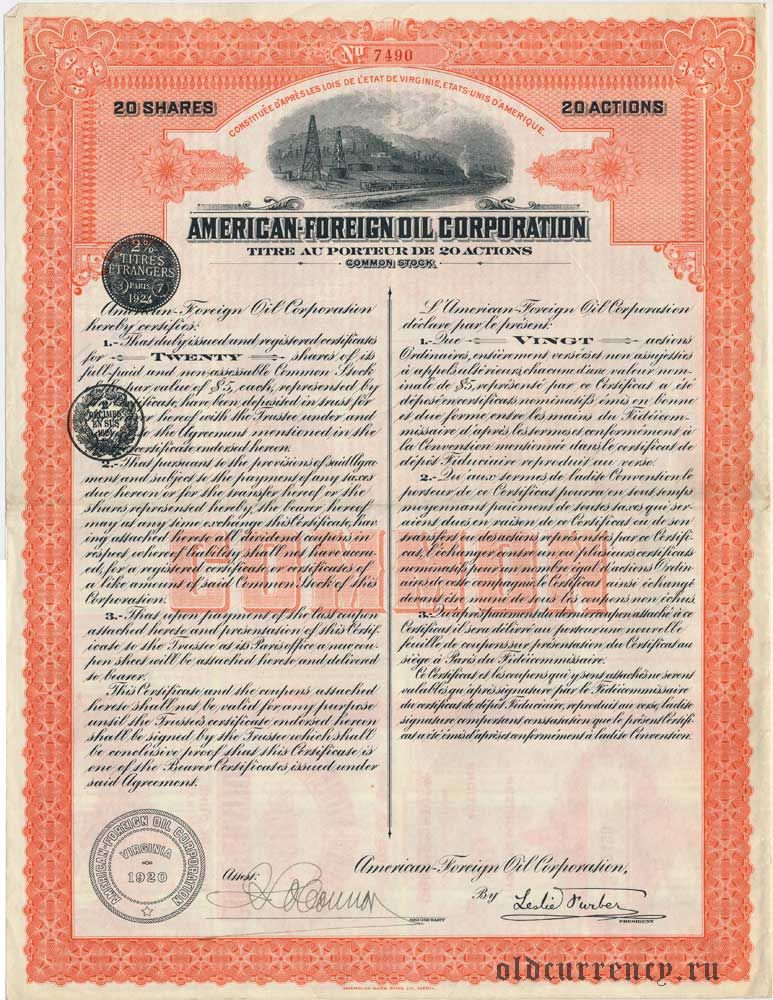 No 7490
20 SHARES
20 ACTIONS
CONSTITUÉE D'APRÈS LES LOIS DE L'ETAT DE VIRGINIE, ETATS-UNIS D'AMERIQUE.
AMERICAN-FOREIGN OIL CORPORATION
TITRE AU PORTEUR DE 20 ACTIONS
COMMON STOCK
2%
TITRES
ETRANGERS
3 PARIS 7
1924
American-Foreign Oil Corporation
hereby certifies:
1.- That duly issued and registered certificates
for TWENTY shares of its
full-paid and non-assessable Common Stock
par value of $5, each, represented by
Certificate, have been deposited in trust for
hereof with the Trustee under and
to the Agreement mentioned in the
certificate endorsed hereon.
2.- That pursuant to the provisions of said Agree
ment and subject to the payment of any taxes
due hereon or for the transfer hereof or the
shares represented hereby, the bearer hereof
may at any time exchange this Certificate, hav
ing attached hereto all dividend coupons in
respect whereof liability shall not have accru
ed, for a registered certificate or certificates of
a like amount of said Common Stock of this
Corporation.
3.- That upon payment of the last coupon
attached hereto and presentation of this Certif
icate to the Trustee at its Paris office a new cou
pon sheet will be attached hereto and delivered
to bearer.
This Certificate and the coupons attached
hereto shall not be valid for any purpose
until the Trustee's certificate endorsed hereon
shall be signed by the Trustee which shall
be conclusive proof that this Certificate, is
one of the Bearer Certificates, issued under
said Agreement.
2
DECIMES
EN SUS
L'American-Foreign Oil Corporation
déclare par le présent:
1.- Que VINGT actions
Ordinaires, entièrement versées et non assujetties
à appels ultérieurs, chacune d'une valeur nomi-
nale de $5, représenté par ce Certificat a été
déposé en certificats nominatifs émis en bonne
et due forme entre les mains du Fidéicom-
missaire d'après les termes et conformément à
la Convention mentionnée dans le certificat de
dépôt Fiduciaire reproduit au verso.
2.- Qu'aux termes de ladite Convention le
porteur de ce Certificat pourra en tout temps
moyennant paiement de toutes taxes qui ser-
aient dues en raison de ce Certificat ou de son
transfert ou des actions représentées par ce Certifi-
cat, l'échanger contre un ou plusieurs certificats
nominatifs pour un nombre égal d'actions Ordin-
aires de cette campagnie, le Certificat ainsi échangé
devant être muné de tous les coupons non échus.
3.- Qu'après paiement du dernier coupon attaché à ce
Certificat il sera délivré au porteur une nouvelle
feuille de coupons sur présentation du Certificat au
siège à Paris du Fidéicommissaire.
Ce Certificat et les coupons qui y sont attachés ne seront
valables qu'après signature par le Fidéicommissaire
du certificat de dépôt Fiduciaire, reproduit au verso, ladite
signature comportant constatation que le présent Certifi-
cat a été émis d'après et conformément à ladite Convention.
COMMON
AMERICAN-FOREIGN OIL CORPORATION
VIRGINIA
1920
American-Foreign Oil Corporation,
Attest:
O'Connor
SECRETARY
By Leslie Furber
PRESIDENT
AMERICAN BANK NOTE CO.
oldcurrency.ru